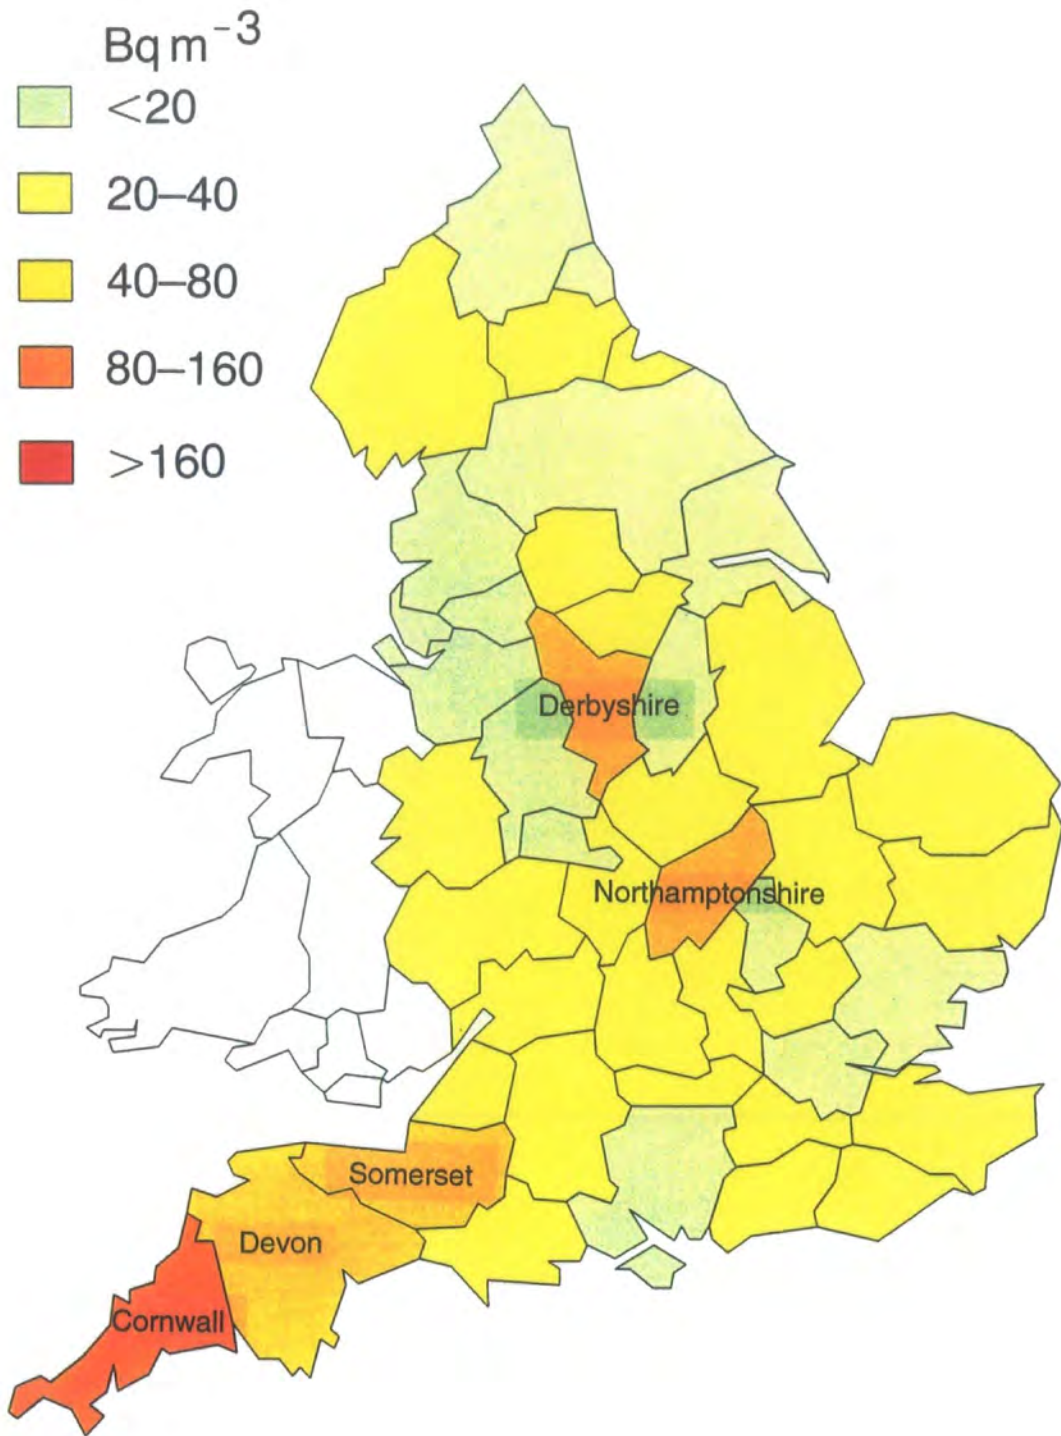 Bq m⁻³
<20
20–40
40–80
80–160
>160
Derbyshire
Northamptonshire
Somerset
Devon
Cornwall